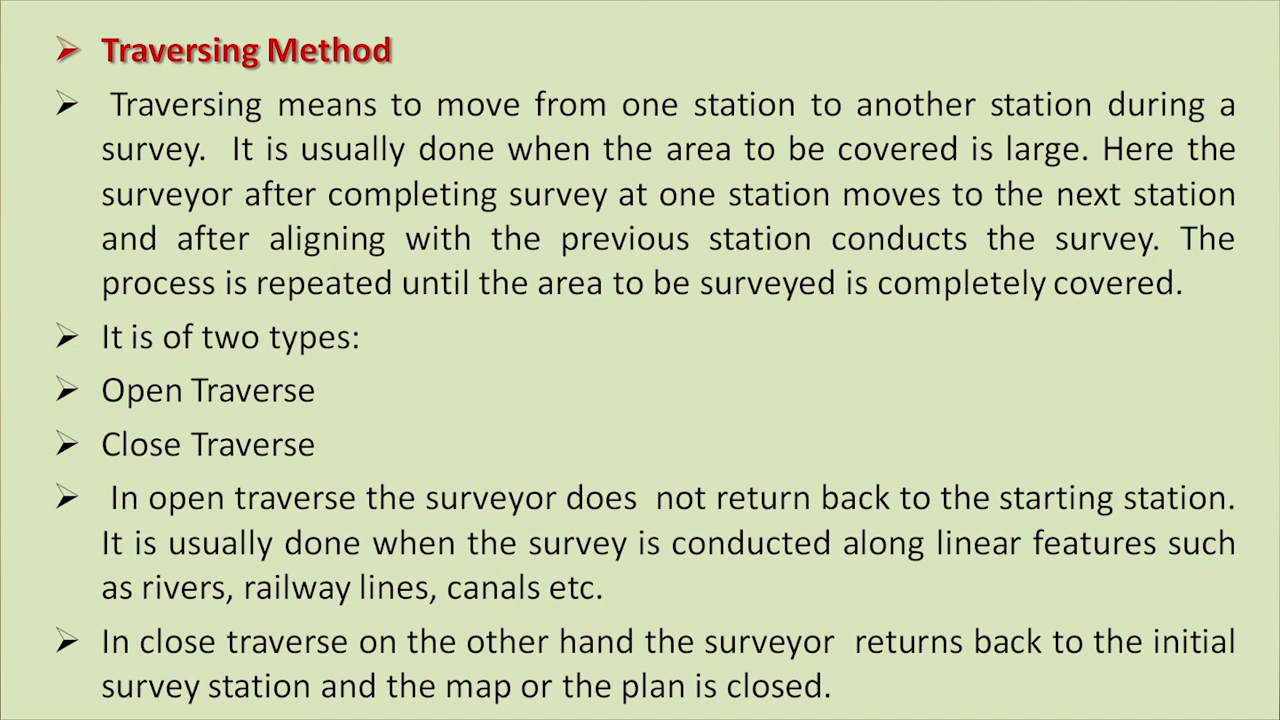 ➢ Traversing Method
➢ Traversing means to move from one station to another station during a
survey. It is usually done when the area to be covered is large. Here the
surveyor after completing survey at one station moves to the next station
and after aligning with the previous station conducts the survey. The
process is repeated until the area to be surveyed is completely covered.
➢ It is of two types:
➢ Open Traverse
➢ Close Traverse
➢ In open traverse the surveyor does not return back to the starting station.
It is usually done when the survey is conducted along linear features such
as rivers, railway lines, canals etc.
➢ In close traverse on the other hand the surveyor returns back to the initial
survey station and the map or the plan is closed.